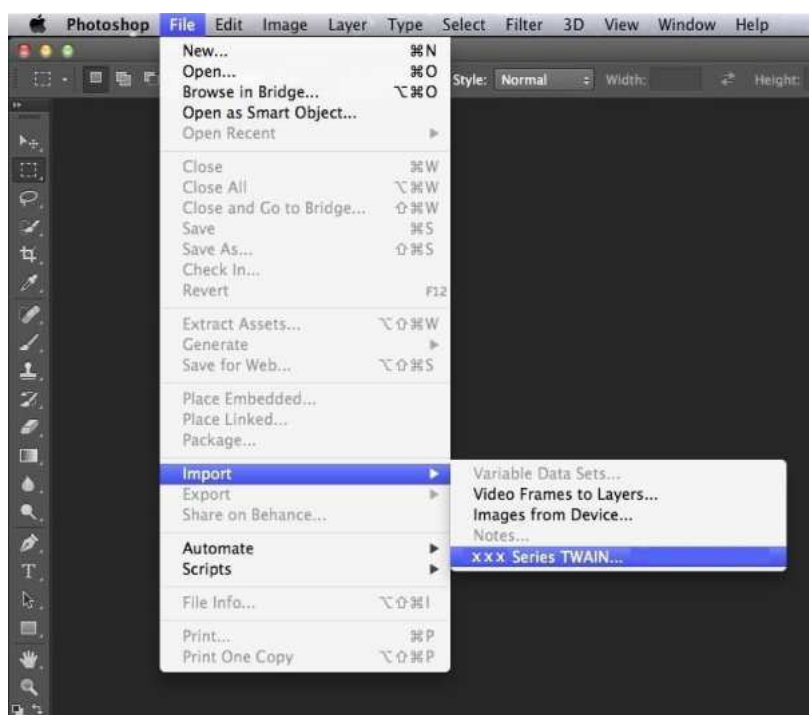 Photoshop File Edit Image Layer Type Select Filter 3D View Window Help
Style: Normal Width: Height:
New... ⌘N
Open... ⌘O
Browse in Bridge... ⌥⌘O
Open as Smart Object...
Open Recent
Close ⌘W
Close All ⌥⌘W
Close and Go to Bridge... ⇧⌘W
Save ⌘S
Save As... ⇧⌘S
Check In...
Revert F12
Extract Assets... ⌥⇧⌘W
Generate
Save for Web... ⌥⇧⌘S
Place Embedded...
Place Linked...
Package...
Import
Export
Share on Behance...
Automate
Scripts
File Info... ⌥⇧⌘I
Print... ⌘P
Print One Copy ⌥⇧⌘P
Variable Data Sets...
Video Frames to Layers...
Images from Device...
Notes...
xxx Series TWAIN...